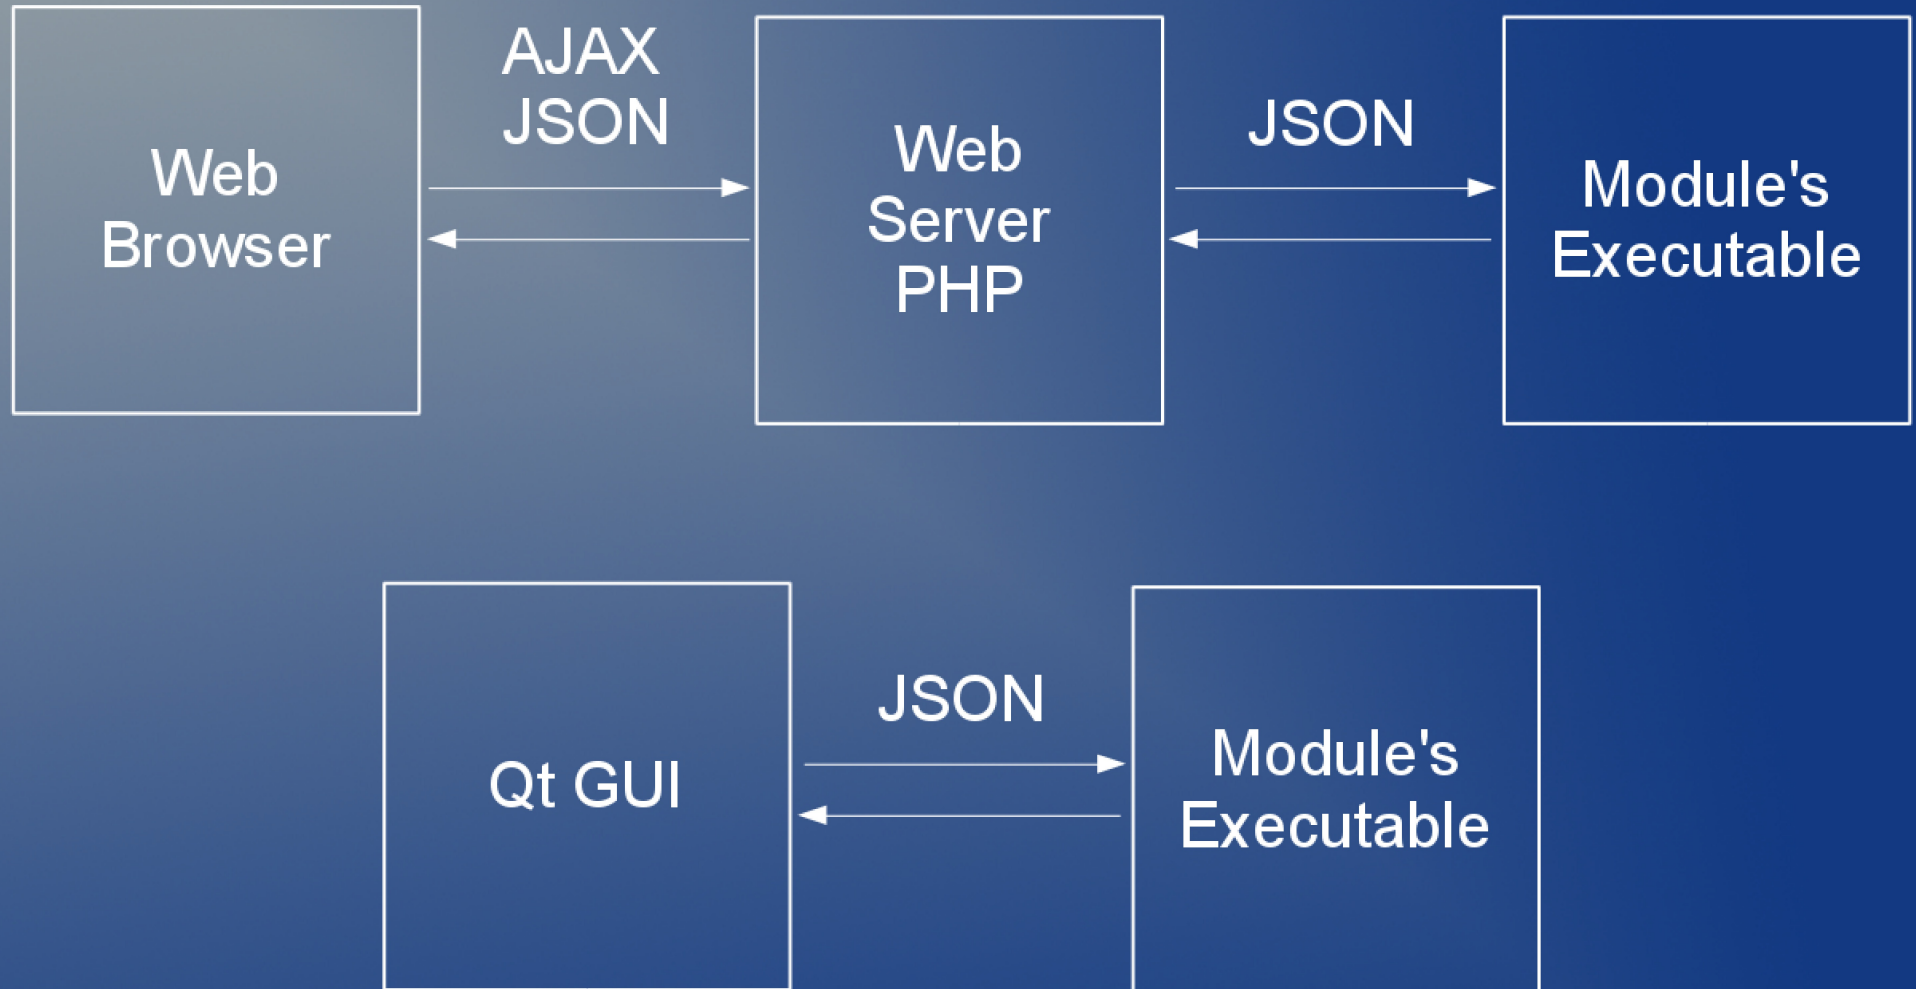 Web
Browser
AJAX
JSON
Web
Server
PHP
JSON
Module's
Executable
Qt GUI
JSON
Module's
Executable